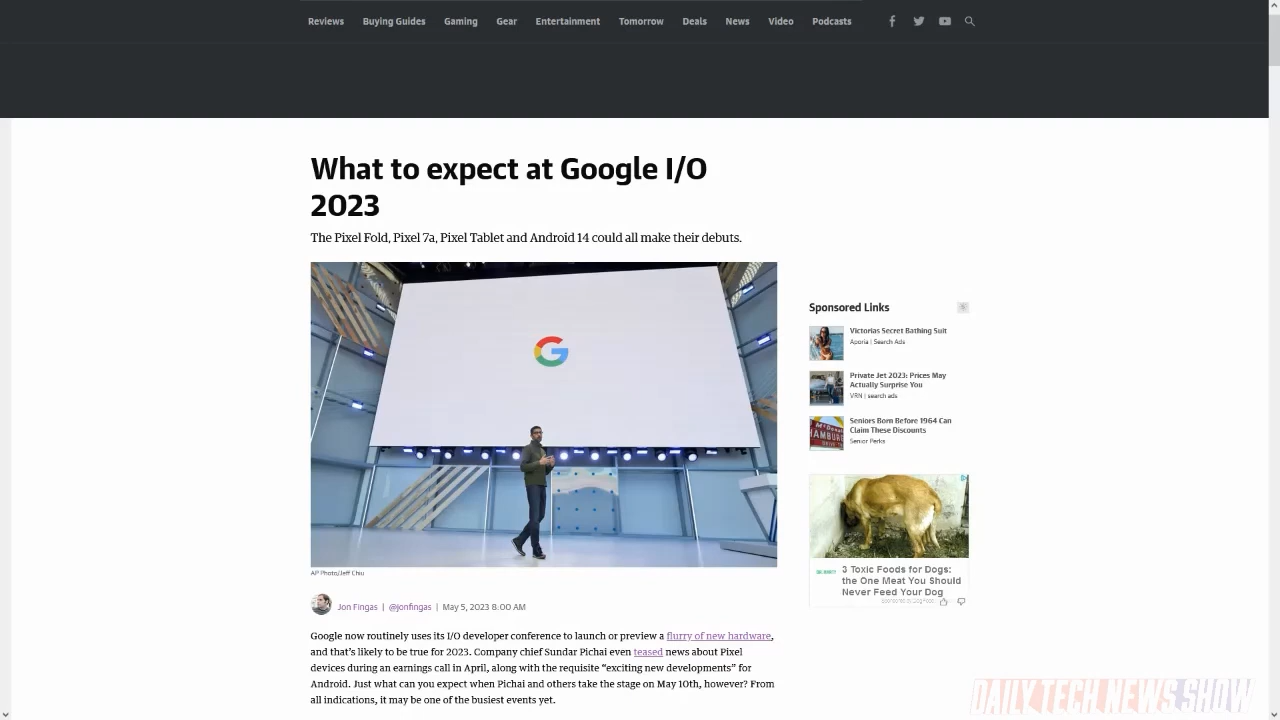 Reviews Buying Guides Gaming Gear Entertainment Tomorrow Deals News Video Podcasts
What to expect at Google I/O
2023
The Pixel Fold, Pixel 7a, Pixel Tablet and Android 14 could all make their debuts.
AP Photo/Jeff Chiu
Jon Fingas | @jonfingas | May 5, 2023 8:00 AM
Google now routinely uses its I/O developer conference to launch or preview a flurry of new hardware,
and that's likely to be true for 2023. Company chief Sundar Pichai even teased news about Pixel
devices during an earnings call in April, along with the requisite “exciting new developments” for
Android. Just what can you expect when Pichai and others take the stage on May 10th, however? From
all indications, it may be one of the busiest events yet.
Sponsored Links
Victorias Secret Bathing Suit
Aporia | Search Ads
Private Jet 2023: Prices May
Actually Surprise You
VRN | search ads
McDona
HAMBURG
Seniors Born Before 1964 Can
Claim These Discounts
Senior Perks
3 Toxic Foods for Dogs:
the One Meat You Should
Never Feed Your Dog
DAILY TECH NEWS SHOW